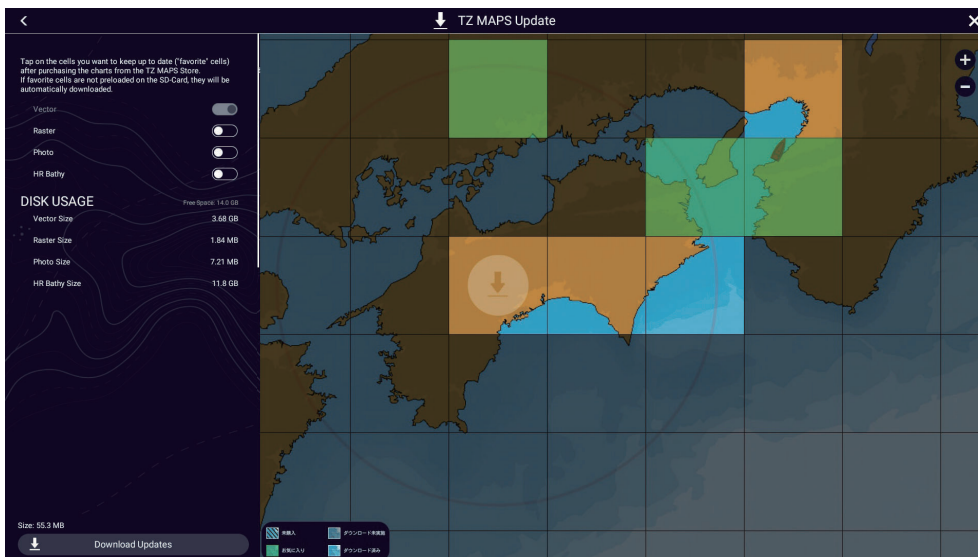 TZ MAPS Update
Tap on the cells you want to keep up to date ("favorite" cells)
after purchasing the charts from the TZ MAPS Store.
If favorite cells are not preloaded on the SD-Card, they will be
automatically downloaded.
Vector
Raster
Photo
HR Bathy
DISK USAGE
Free Space: 14.0 GB
Vector Size 3.68 GB
Raster Size 1.84 MB
Photo Size 7.21 MB
HR Bathy Size 11.8 GB
Size: 55.3 MB
Download Updates
未購入 ダウンロード未実施
お気に入り ダウンロード済み